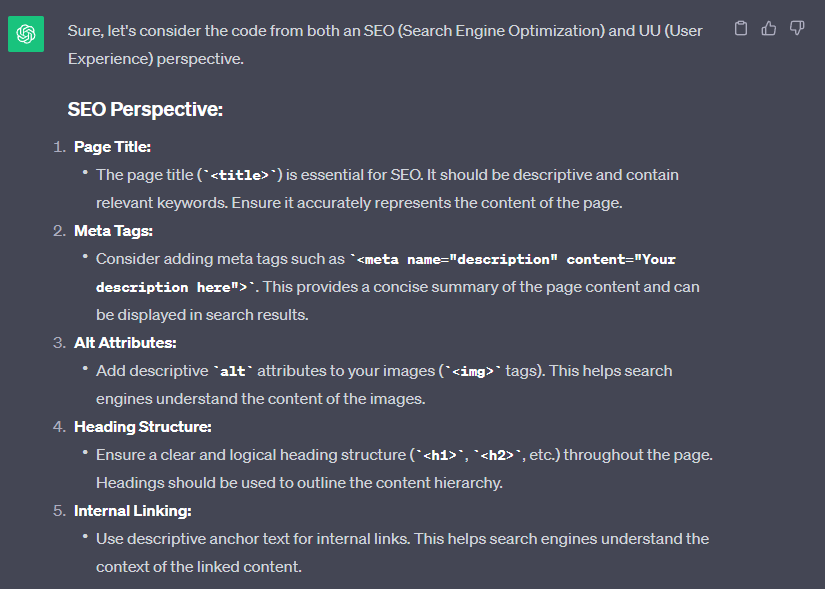 Sure, let's consider the code from both an SEO (Search Engine Optimization) and UU (User
Experience) perspective.
SEO Perspective:
1. Page Title:
• The page title (`<title>`) is essential for SEO. It should be descriptive and contain
relevant keywords. Ensure it accurately represents the content of the page.
2. Meta Tags:
• Consider adding meta tags such as `<meta name="description" content="Your
description here">`. This provides a concise summary of the page content and can
be displayed in search results.
3. Alt Attributes:
• Add descriptive `alt` attributes to your images (`<img>` tags). This helps search
engines understand the content of the images.
4. Heading Structure:
• Ensure a clear and logical heading structure (`<h1>`, `<h2>`, etc.) throughout the page.
Headings should be used to outline the content hierarchy.
5. Internal Linking:
• Use descriptive anchor text for internal links. This helps search engines understand the
context of the linked content.